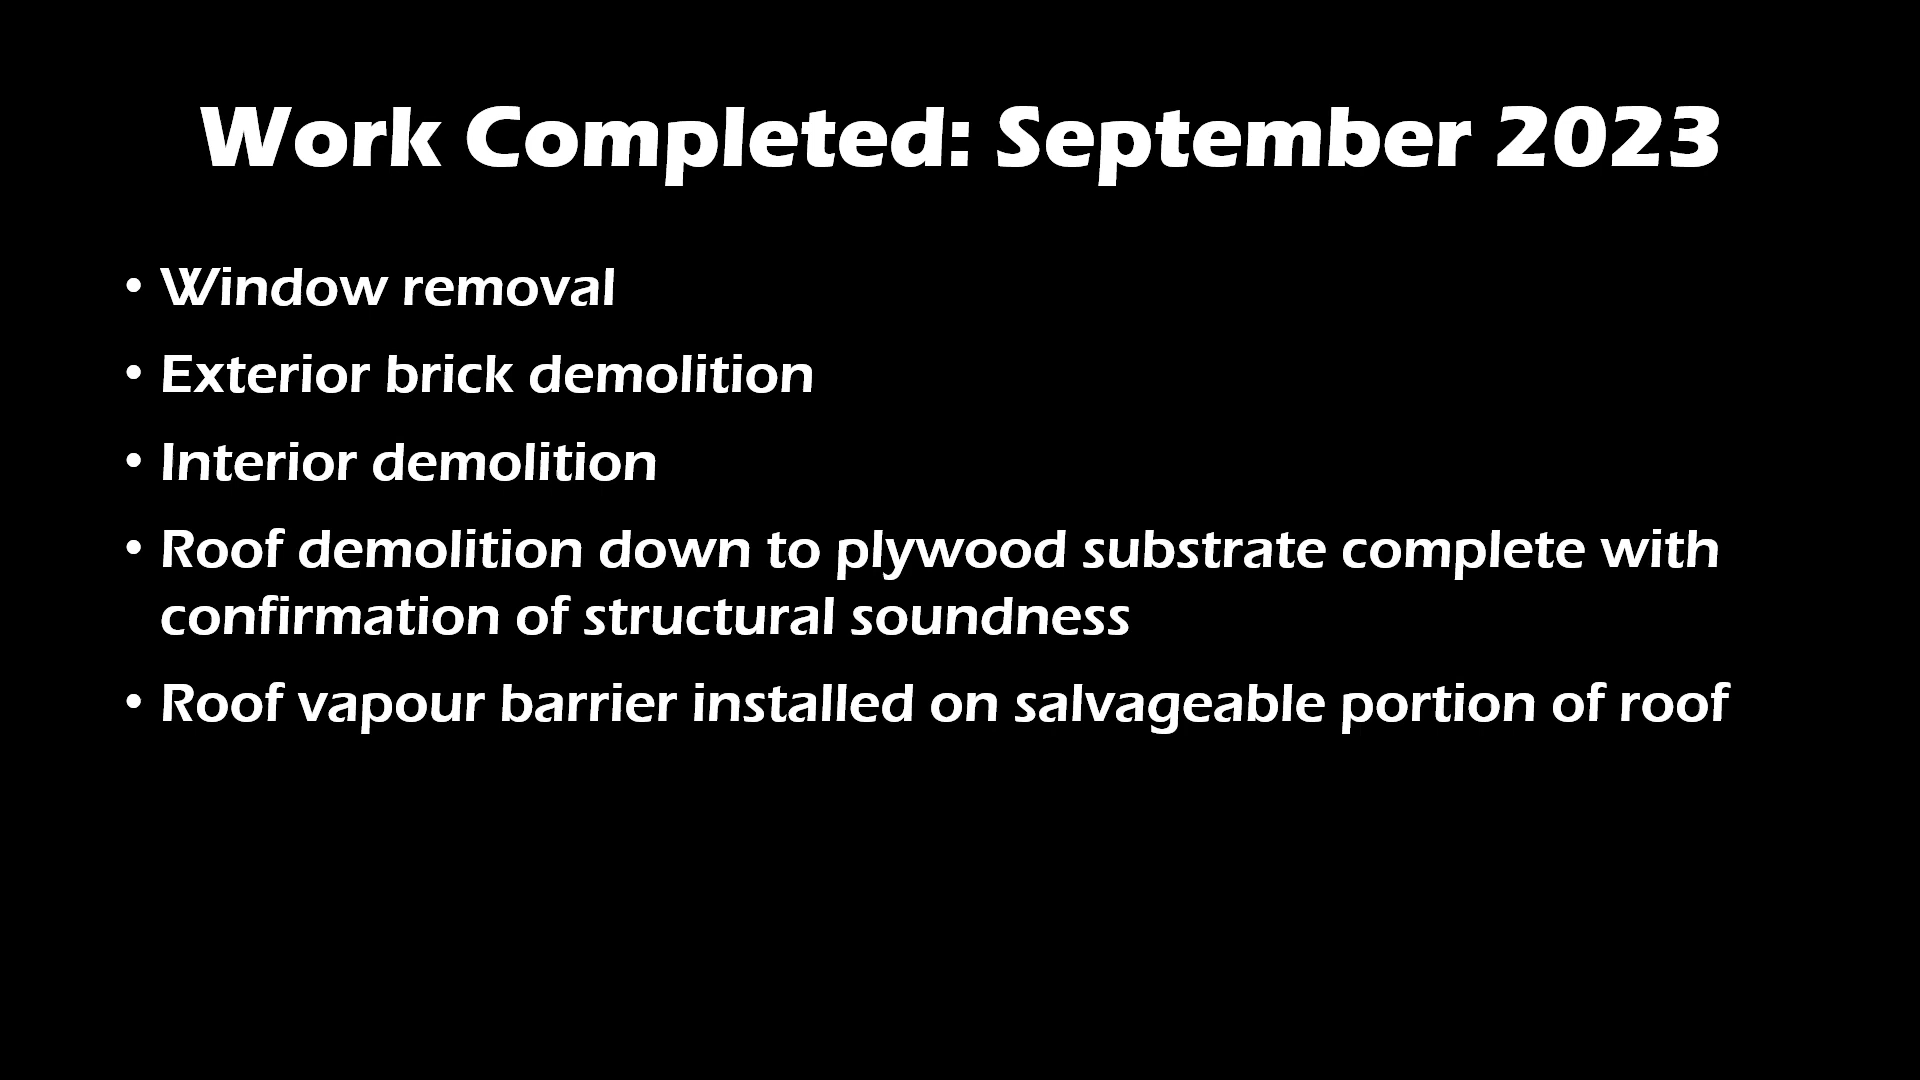 Work Completed: September 2023
• Window removal
• Exterior brick demolition
• Interior demolition
• Roof demolition down to plywood substrate complete with
confirmation of structural soundness
• Roof vapour barrier installed on salvageable portion of roof